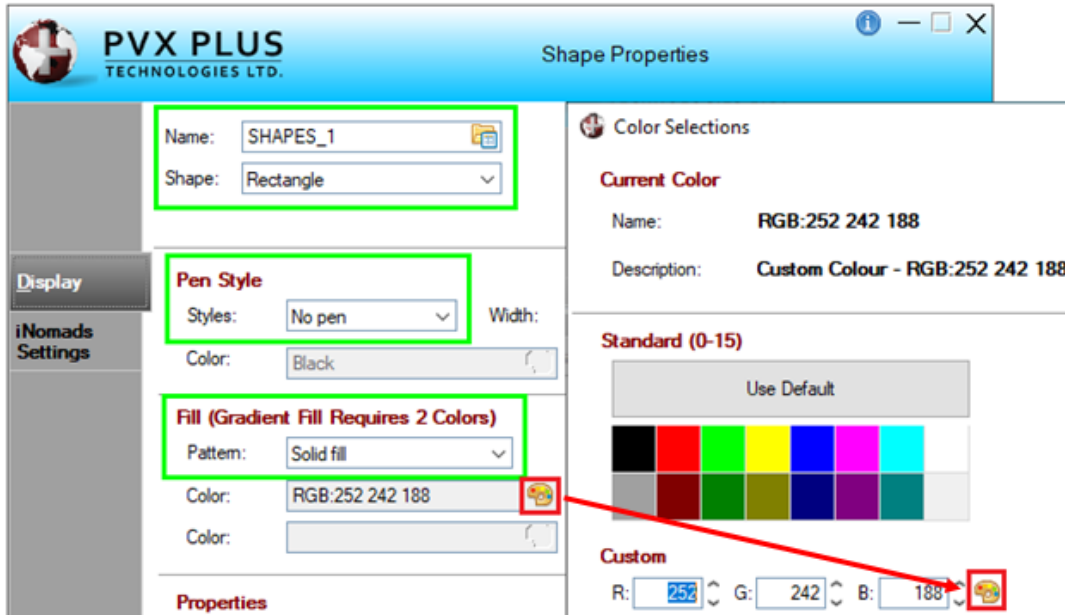 PVX PLUS
TECHNOLOGIES LTD.
Shape Properties
Name: SHAPES_1
Shape: Rectangle
Display
iNomads
Settings
Pen Style
Styles: No pen Width:
Color: Black
Fill (Gradient Fill Requires 2 Colors)
Pattern: Solid fill
Color: RGB:252 242 188
Color:
Properties
Color Selections
Current Color
Name: RGB:252 242 188
Description: Custom Colour - RGB:252 242 188
Standard (0-15)
Use Default
Custom
R: 252 G: 242 B: 188